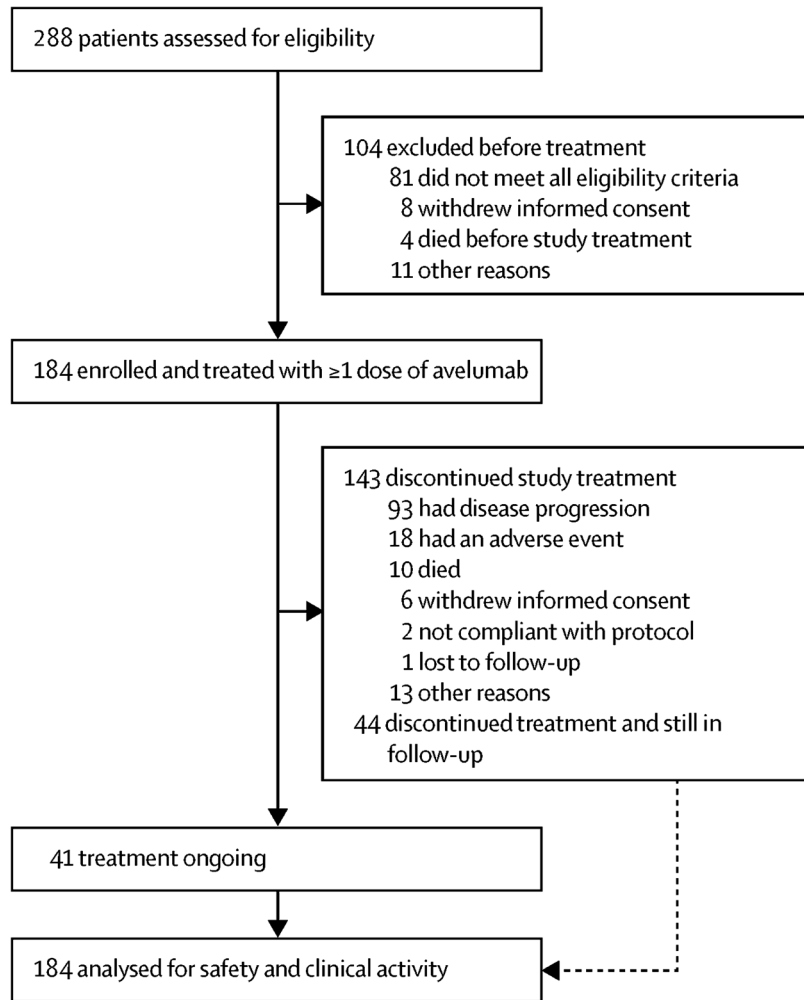 288 patients assessed for eligibility
104 excluded before treatment
81 did not meet all eligibility criteria
8 withdrew informed consent
4 died before study treatment
11 other reasons
184 enrolled and treated with ≥1 dose of avelumab
143 discontinued study treatment
93 had disease progression
18 had an adverse event
10 died
6 withdrew informed consent
2 not compliant with protocol
1 lost to follow-up
13 other reasons
44 discontinued treatment and still in
follow-up
41 treatment ongoing
184 analysed for safety and clinical activity